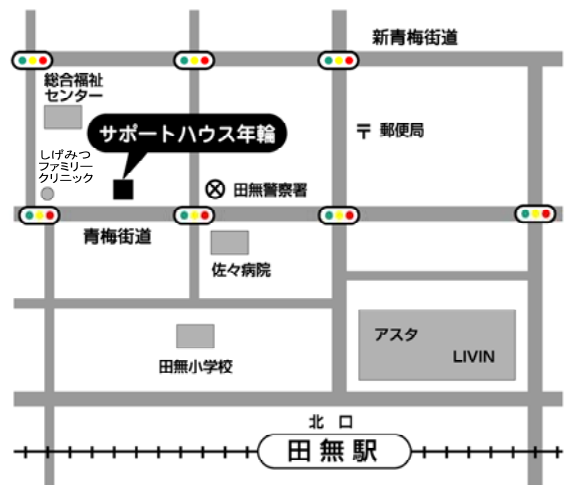 新青梅街道
総合福祉
センター
サポートハウス年輪
〒 郵便局
しげみつ
ファミリー
クリニック
田無警察署
青梅街道
佐々病院
アスタ
LIVIN
田無小学校
北 口
田無駅